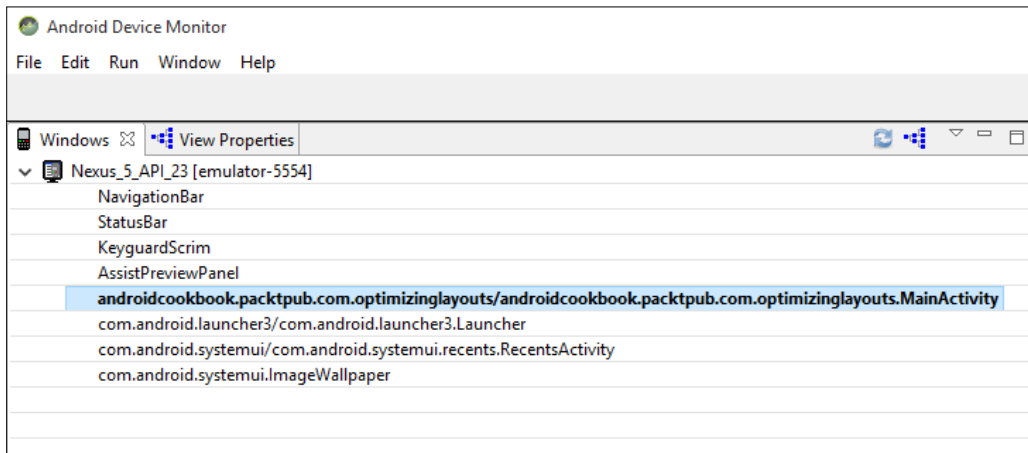 Android Device Monitor
File Edit Run Window Help
Windows View Properties
Nexus_5_API_23 [emulator-5554]
NavigationBar
StatusBar
KeyguardScrim
AssistPreviewPanel
androidcookbook.packtpub.com.optimizinglayouts/androidcookbook.packtpub.com.optimizinglayouts.MainActivity
com.android.launcher3/com.android.launcher3.Launcher
com.android.systemui/com.android.systemui.recents.RecentsActivity
com.android.systemui.ImageWallpaper